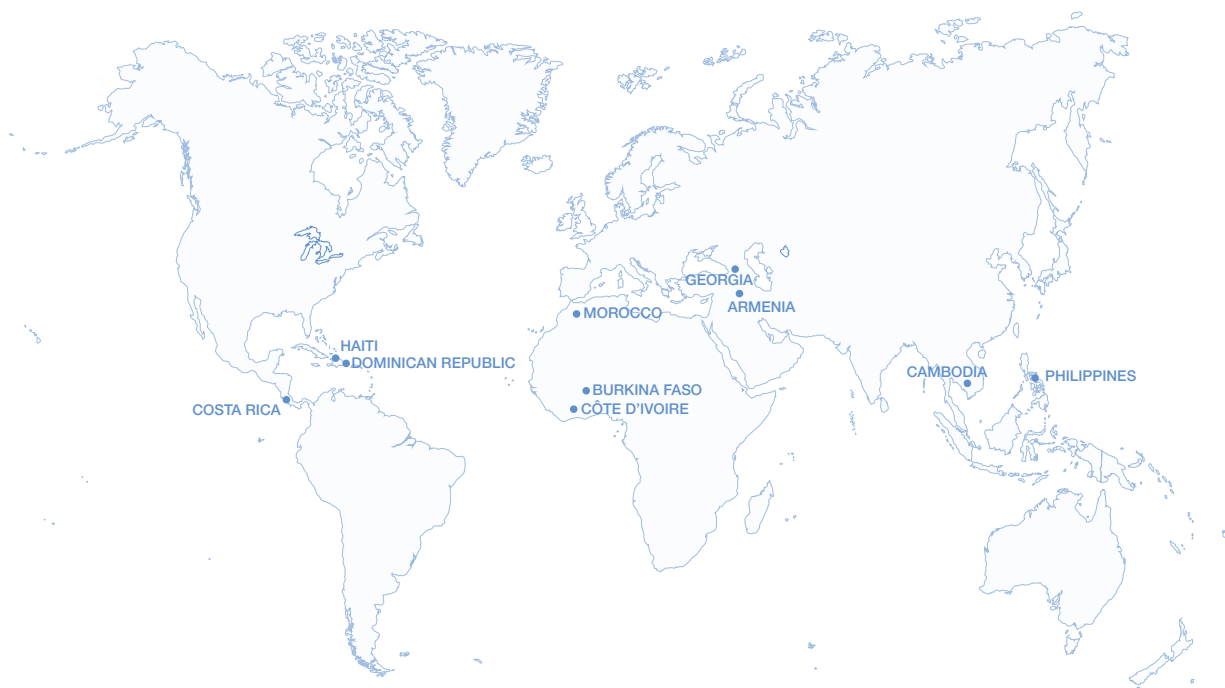 GEORGIA
ARMENIA
MOROCCO
HAITI
DOMINICAN REPUBLIC
CAMBODIA
PHILIPPINES
BURKINA FASO
COSTA RICA
CÔTE D'IVOIRE